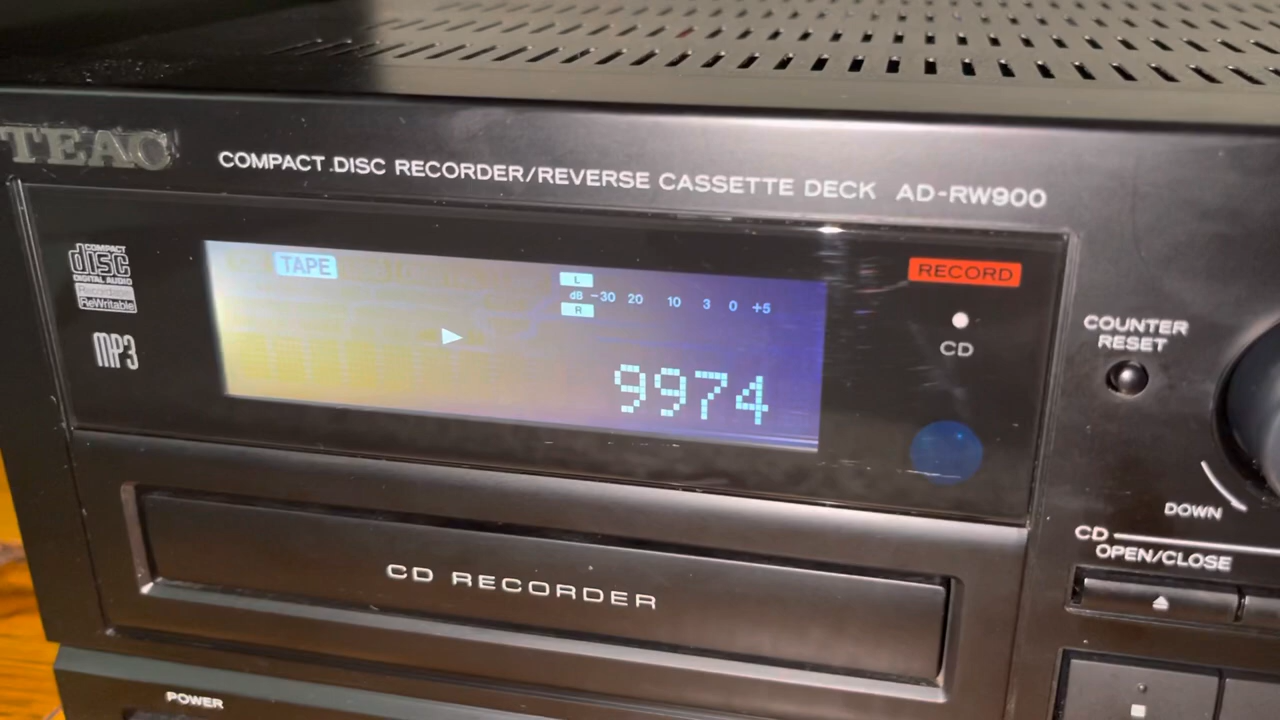 TEAC
COMPACT DISC RECORDER/REVERSE CASSETTE DECK AD-RW900
COMPACT
disc
DIGITAL AUDIO
Recordable
ReWritable
MP3
TAPE
L
dB -30 20 10 3 0 +5
R
9974
RECORD
CD
COUNTER
RESET
DOWN
CD
OPEN/CLOSE
CD RECORDER
POWER